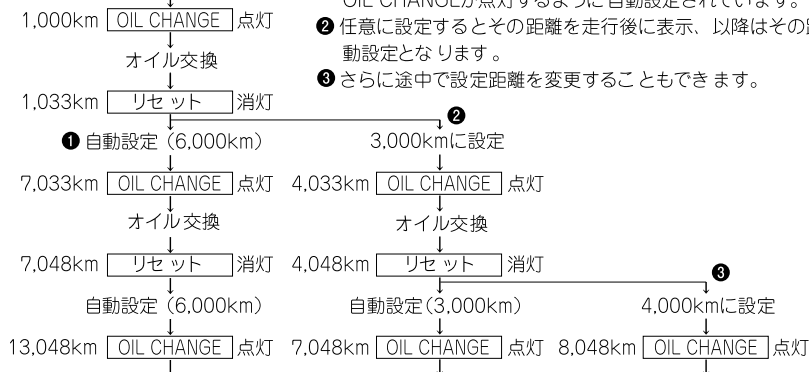 OIL CHANGEが点灯するように自動設定されています。
1,000km OIL CHANGE 点灯
❷ 任意に設定するとその距離を走行後に表示、以降はその
動設定となります。
オイル交換
❸ さらに途中で設定距離を変更することもできます。
1,033km リセット 消灯
❷
❶ 自動設定（6,000km） 3,000kmに設定
7,033km OIL CHANGE 点灯 4,033km OIL CHANGE 点灯
オイル交換 オイル交換
7,048km リセット 消灯 4,048km リセット 消灯
❸
自動設定（6,000km） 自動設定（3,000km） 4,000kmに設定
13,048km OIL CHANGE 点灯 7,048km OIL CHANGE 点灯 8,048km OIL CHANGE 点灯